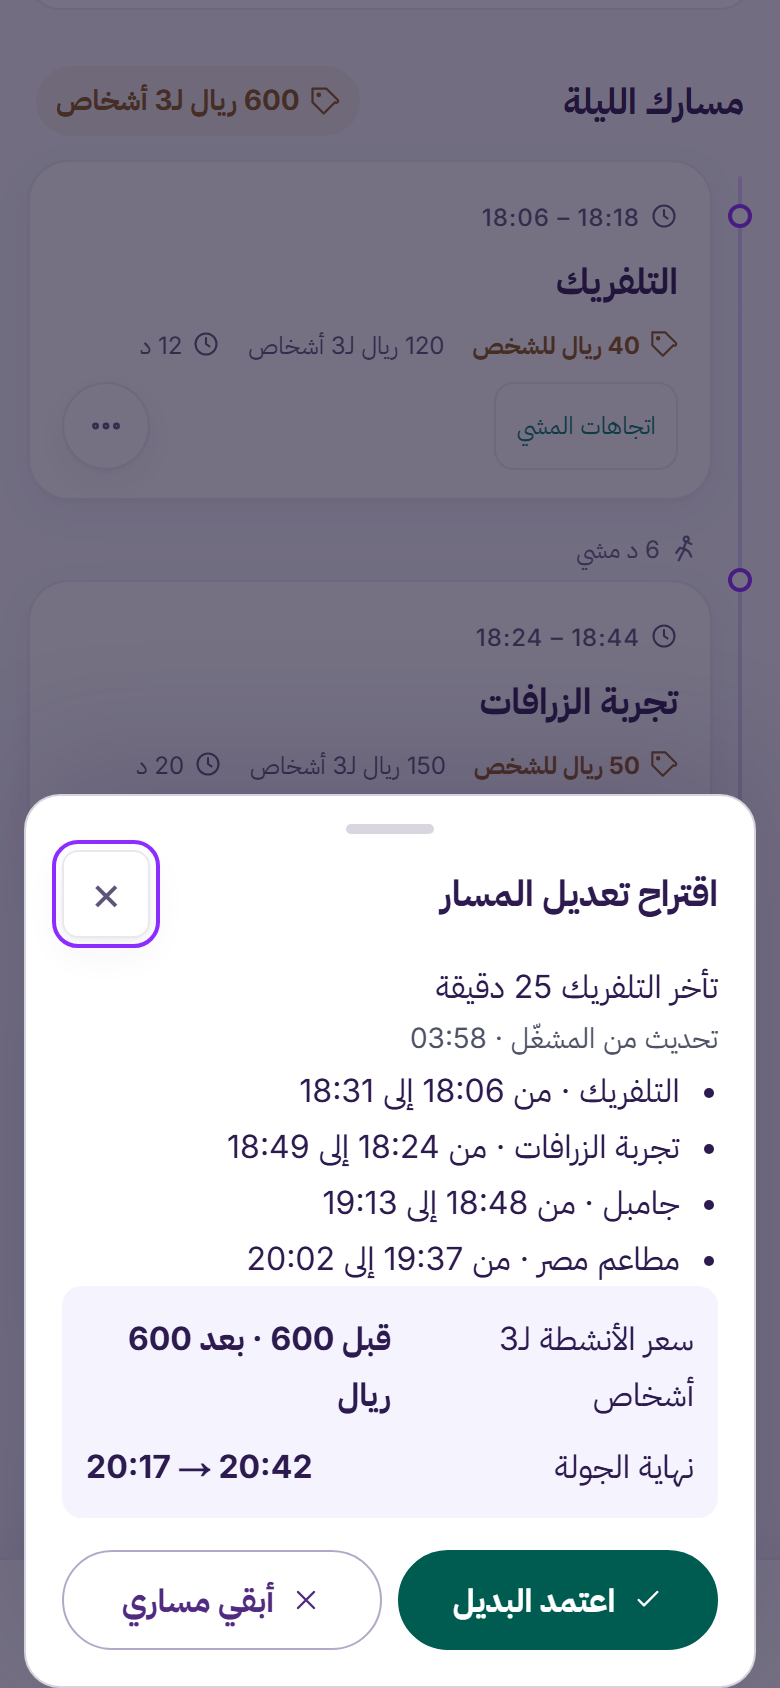 مسارك الليلة
600 ريال لـ3 أشخاص
18:06 – 18:18
التلفريك
40 ريال للشخص 120 ريال لـ3 أشخاص 12 د
اتجاهات المشي
6 د مشي
18:24 – 18:44
تجربة الزرافات
50 ريال للشخص 150 ريال لـ3 أشخاص 20 د
اقتراح تعديل المسار
تأخر التلفريك 25 دقيقة
تحديث من المشغّل · 03:58
• التلفريك · من 18:06 إلى 18:31
• تجربة الزرافات · من 18:24 إلى 18:49
• جامبل · من 18:48 إلى 19:13
• مطاعم مصر · من 19:37 إلى 20:02
سعر الأنشطة لـ3 أشخاص
قبل 600 · بعد 600 ريال
نهاية الجولة
20:17 → 20:42
اعتمد البديل
أبقي مساري